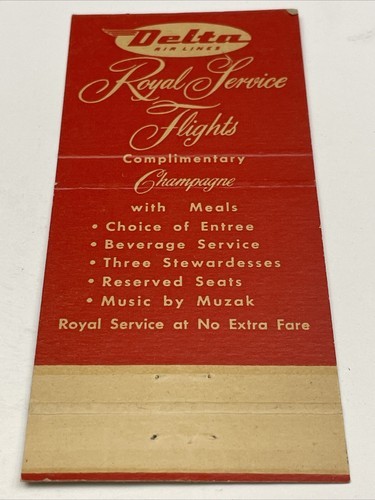 Delta
AIR LINES
Royal Service
Flights
Complimentary
Champagne
with Meals
• Choice of Entree
• Beverage Service
• Three Stewardesses
• Reserved Seats
• Music by Muzak
Royal Service at No Extra Fare